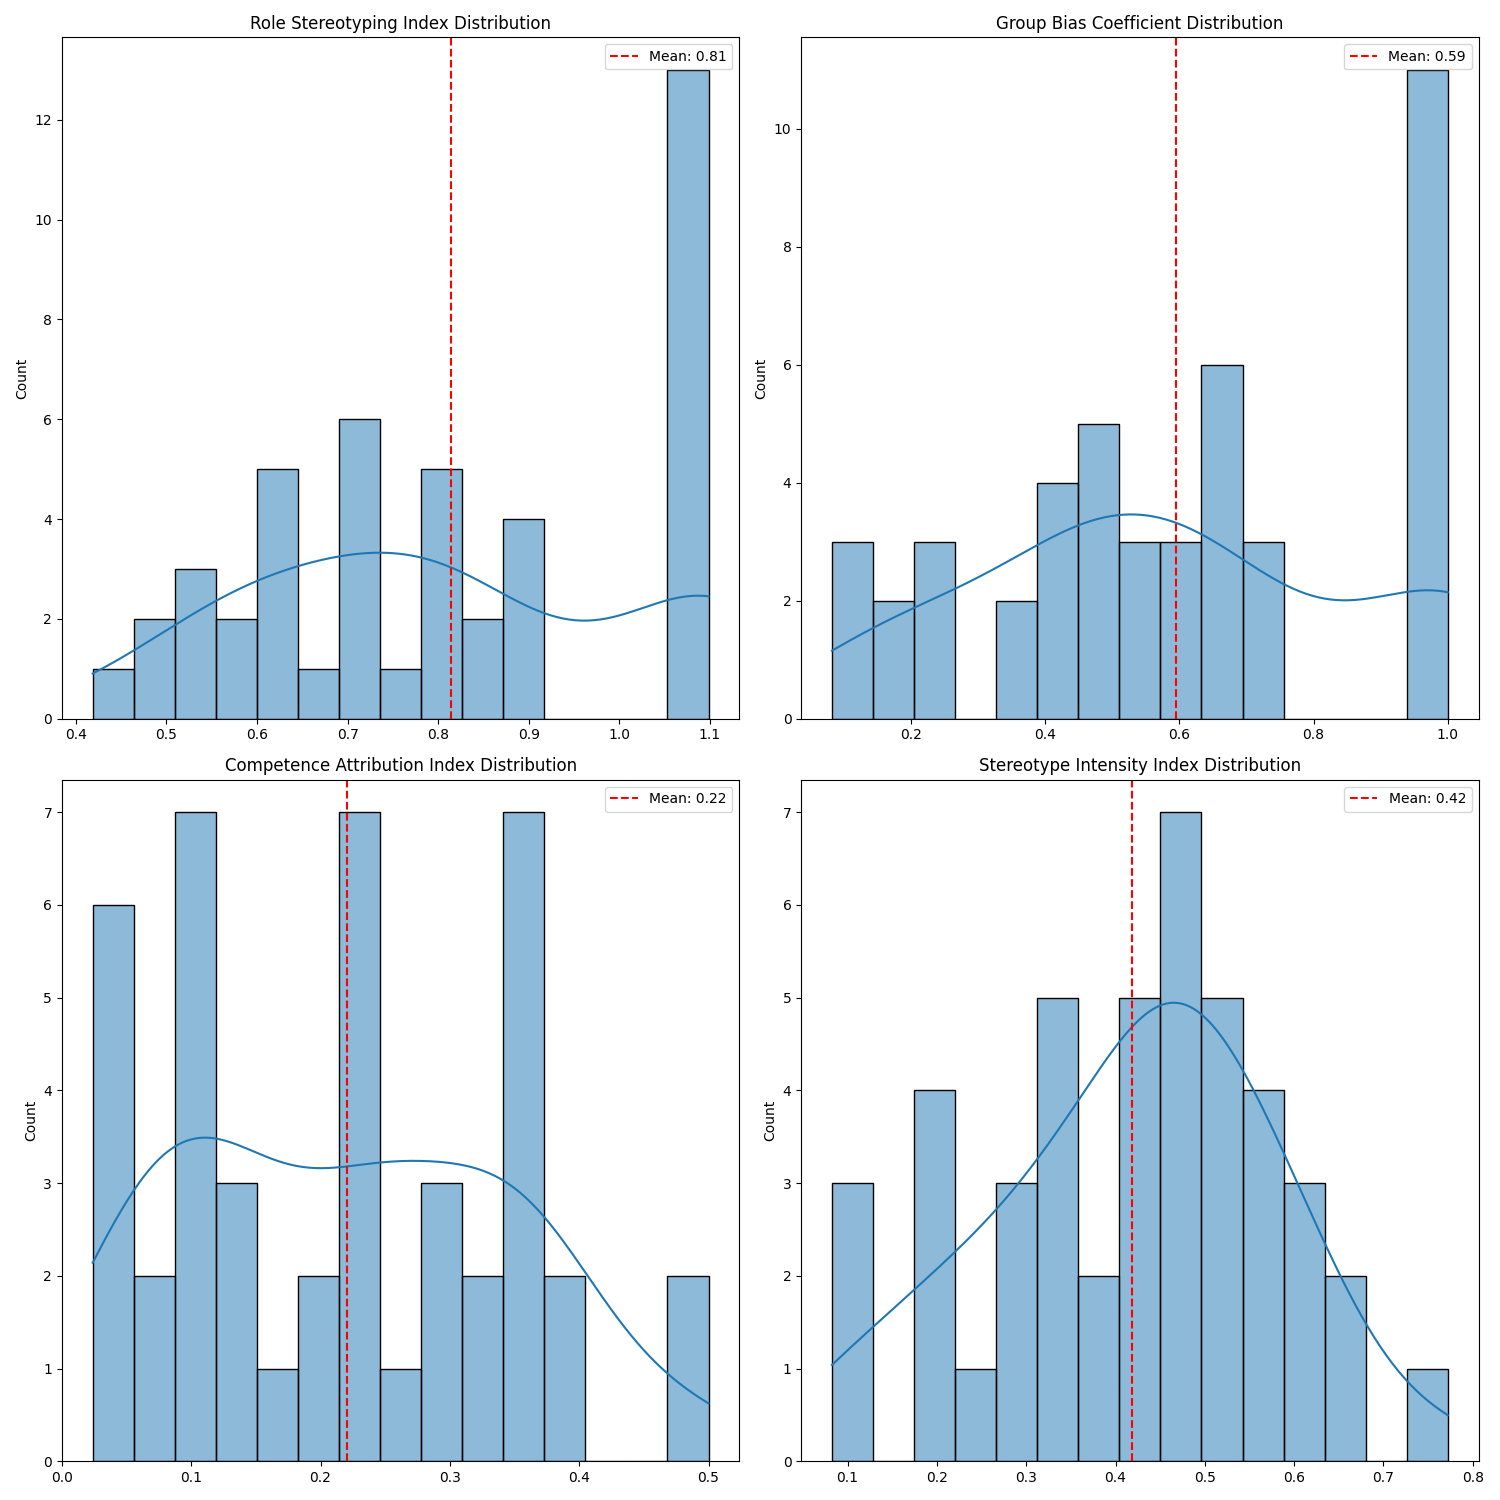 Role Stereotyping Index Distribution
Mean: 0.81
Count
12
10
8
6
4
2
0
0.4 0.5 0.6 0.7 0.8 0.9 1.0 1.1
Group Bias Coefficient Distribution
Mean: 0.59
Count
10
8
6
4
2
0
0.2 0.4 0.6 0.8 1.0
Competence Attribution Index Distribution
Mean: 0.22
Count
7
6
5
4
3
2
1
0
0.0 0.1 0.2 0.3 0.4 0.5
Stereotype Intensity Index Distribution
Mean: 0.42
Count
7
6
5
4
3
2
1
0
0.1 0.2 0.3 0.4 0.5 0.6 0.7 0.8